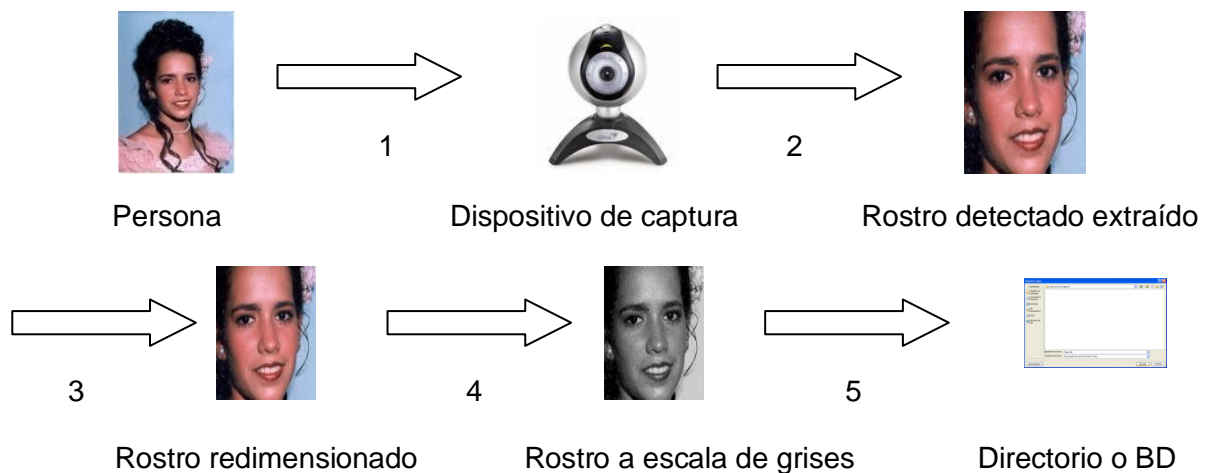 1
2
Persona
Dispositivo de captura
Rostro detectado extraído
3
4
5
Rostro redimensionado
Rostro a escala de grises
Directorio o BD